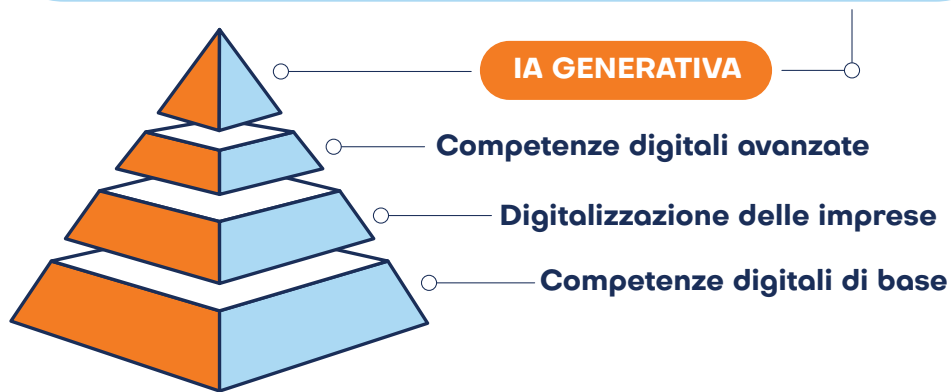 IA GENERATIVA
Competenze digitali avanzate
Digitalizzazione delle imprese
Competenze digitali di base